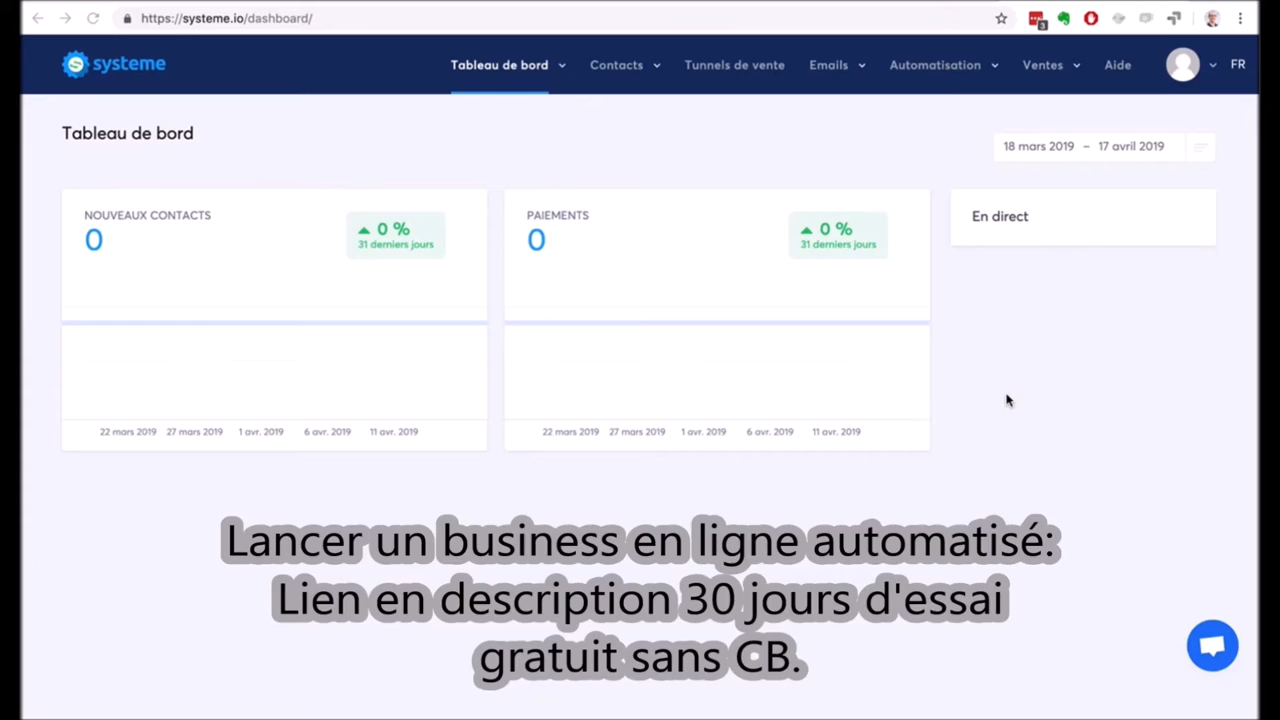 https://systeme.io/dashboard/
3
systeme
Tableau de bord
Contacts
Tunnels de vente
Emails
Automatisation
Ventes
Aide
FR
Tableau de bord
18 mars 2019 – 17 avril 2019
NOUVEAUX CONTACTS
0
0 %
31 derniers jours
PAIEMENTS
0
0 %
31 derniers jours
En direct
22 mars 2019 27 mars 2019 1 avr. 2019 6 avr. 2019 11 avr. 2019
22 mars 2019 27 mars 2019 1 avr. 2019 6 avr. 2019 11 avr. 2019
Lancer un business en ligne automatisé:
Lien en description 30 jours d'essai
gratuit sans CB.